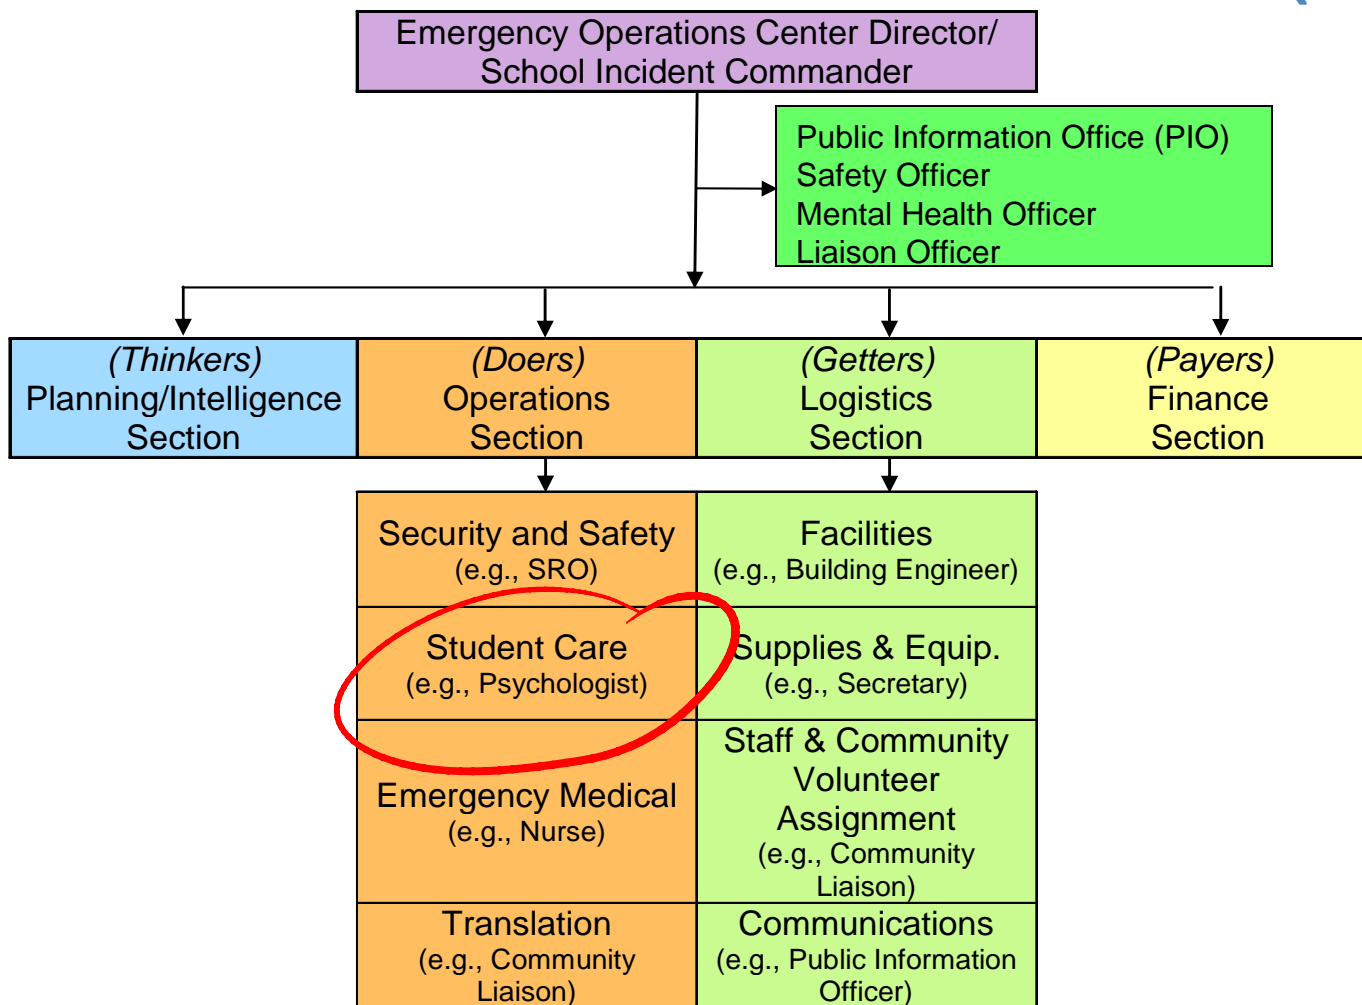 Emergency Operations Center Director/
School Incident Commander
Public Information Office (PIO)
Safety Officer
Mental Health Officer
Liaison Officer
(Thinkers)
Planning/Intelligence
Section
(Doers)
Operations
Section
(Getters)
Logistics
Section
(Payers)
Finance
Section
Security and Safety
(e.g., SRO)
Facilities
(e.g., Building Engineer)
Student Care
(e.g., Psychologist)
Supplies & Equip.
(e.g., Secretary)
Emergency Medical
(e.g., Nurse)
Staff & Community
Volunteer
Assignment
(e.g., Community
Liaison)
Translation
(e.g., Community
Liaison)
Communications
(e.g., Public Information
Officer)